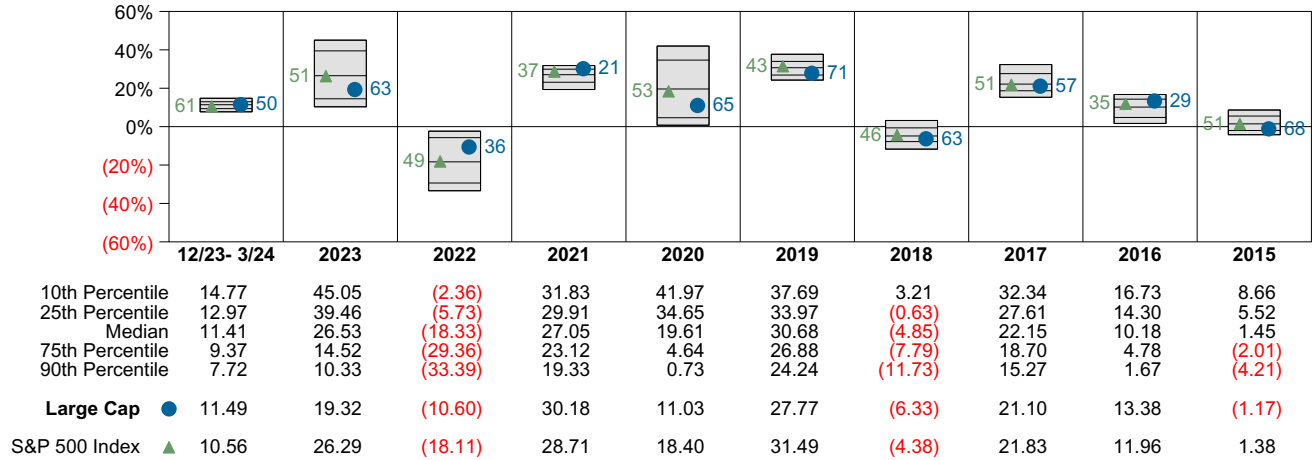 60%
40%
20%
0%
(20%)
(40%)
(60%)
61 50
51 63
49 36
37 21
53 65
43 71
46 63
51 57
35 29
51 68
12/23- 3/24 2023 2022 2021 2020 2019 2018 2017 2016 2015
10th Percentile 14.77 45.05 (2.36) 31.83 41.97 37.69 3.21 32.34 16.73 8.66
25th Percentile 12.97 39.46 (5.73) 29.91 34.65 33.97 (0.63) 27.61 14.30 5.52
Median 11.41 26.53 (18.33) 27.05 19.61 30.68 (4.85) 22.15 10.18 1.45
75th Percentile 9.37 14.52 (29.36) 23.12 4.64 26.88 (7.79) 18.70 4.78 (2.01)
90th Percentile 7.72 10.33 (33.39) 19.33 0.73 24.24 (11.73) 15.27 1.67 (4.21)
Large Cap 11.49 19.32 (10.60) 30.18 11.03 27.77 (6.33) 21.10 13.38 (1.17)
S&P 500 Index 10.56 26.29 (18.11) 28.71 18.40 31.49 (4.38) 21.83 11.96 1.38